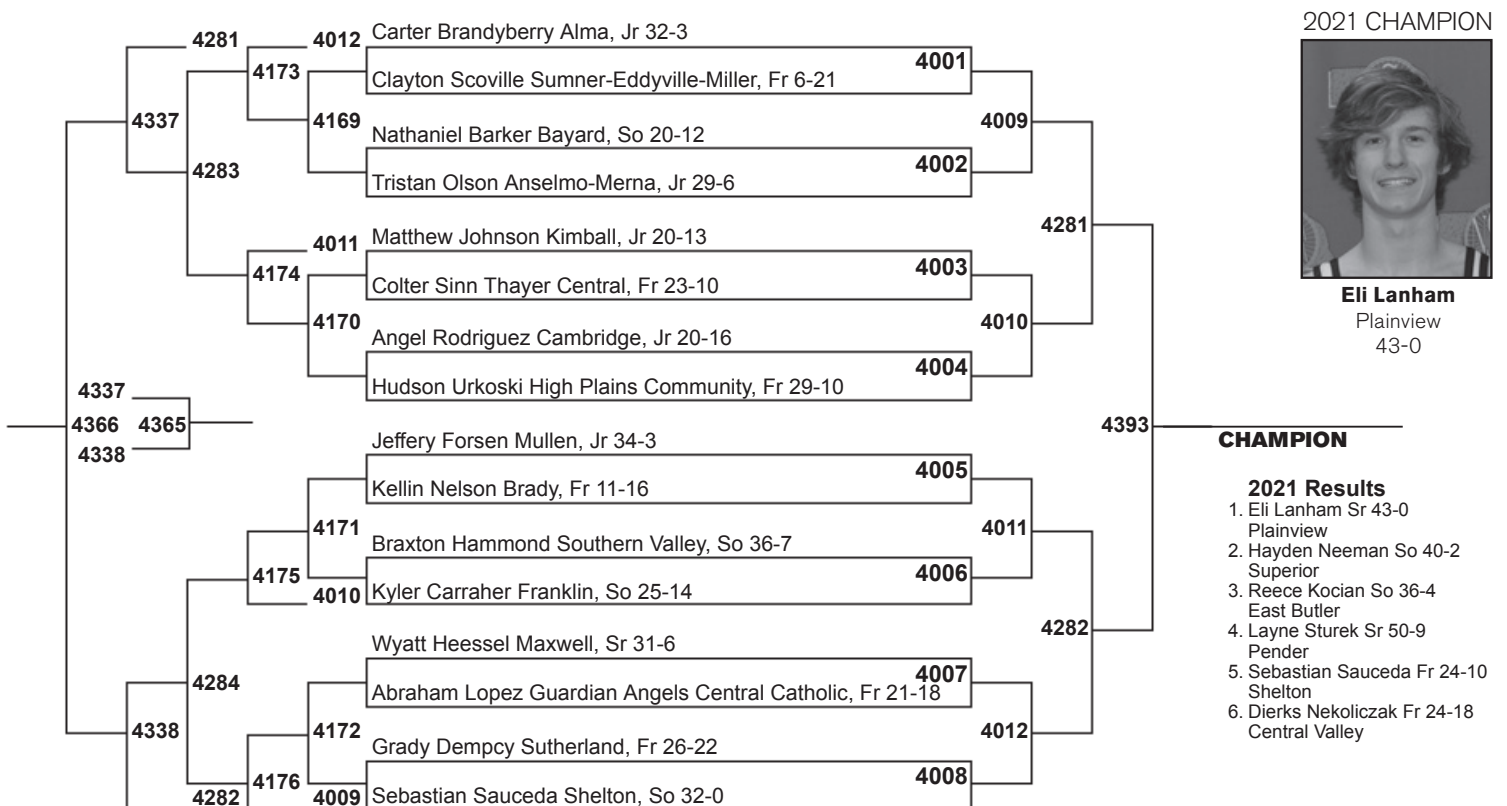 4281
4012
Carter Brandyberry Alma, Jr 32-3
2021 CHAMPION
4173
4001
Clayton Scoville Sumner-Eddyville-Miller, Fr 6-21
4337
4169
4009
Nathaniel Barker Bayard, So 20-12
4283
4002
Tristan Olson Anselmo-Merna, Jr 29-6
4011
Matthew Johnson Kimball, Jr 20-13
4281
4174
4003
Colter Sinn Thayer Central, Fr 23-10
Eli Lanham
Plainview
43-0
4170
4010
Angel Rodriguez Cambridge, Jr 20-16
4004
Hudson Urkoski High Plains Community, Fr 29-10
4337
4366
4365
4338
4393
CHAMPION
Jeffery Forsen Mullen, Jr 34-3
4005
Kellin Nelson Brady, Fr 11-16
4171
4011
Braxton Hammond Southern Valley, So 36-7
4175
4006
4010
Kyler Carraher Franklin, So 25-14
4282
Wyatt Heessel Maxwell, Sr 31-6
4284
4007
Abraham Lopez Guardian Angels Central Catholic, Fr 21-18
4338
4172
4012
Grady Dempcy Sutherland, Fr 26-22
4176
4008
4282
4009
Sebastian Sauceda Shelton, So 32-0
2021 Results
1. Eli Lanham Sr 43-0
Plainview
2. Hayden Neeman So 40-2
Superior
3. Reece Kocian So 36-4
East Butler
4. Layne Sturek Sr 50-9
Pender
5. Sebastian Sauceda Fr 24-10
Shelton
6. Dierks Nekoliczak Fr 24-18
Central Valley